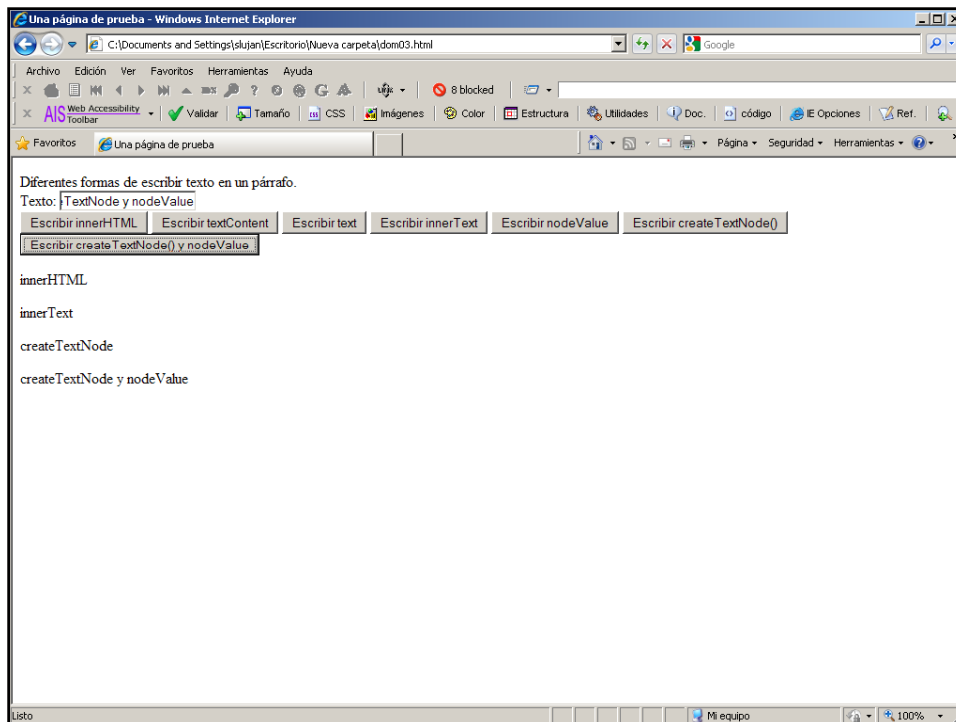 Una página de prueba - Windows Internet Explorer
C:\Documents and Settings\slujan\Escritorio\Nueva carpeta\dom03.html
Google
Archivo Edición Ver Favoritos Herramientas Ayuda
8 blocked
AIS Web Accessibility Toolbar Validar Tamaño CSS Imágenes Color Estructura Utilidades Doc. código IE Opciones Ref.
Favoritos Una página de prueba Página Seguridad Herramientas
Diferentes formas de escribir texto en un párrafo.
Texto: TextNode y nodeValue
Escribir innerHTML Escribir textContent Escribir text Escribir innerText Escribir nodeValue Escribir createTextNode()
Escribir createTextNode() y nodeValue
innerHTML
innerText
createTextNode
createTextNode y nodeValue
Listo Mi equipo 100%